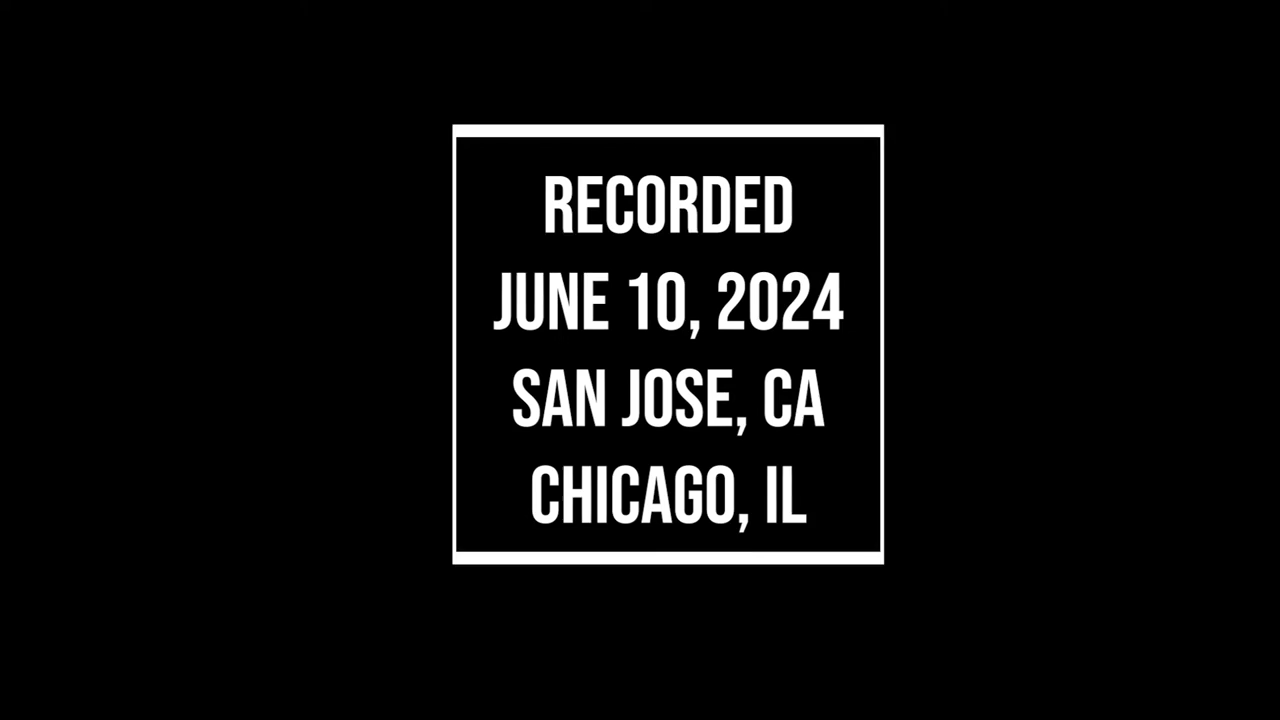 RECORDED
JUNE 10, 2024
SAN JOSE, CA
CHICAGO, IL